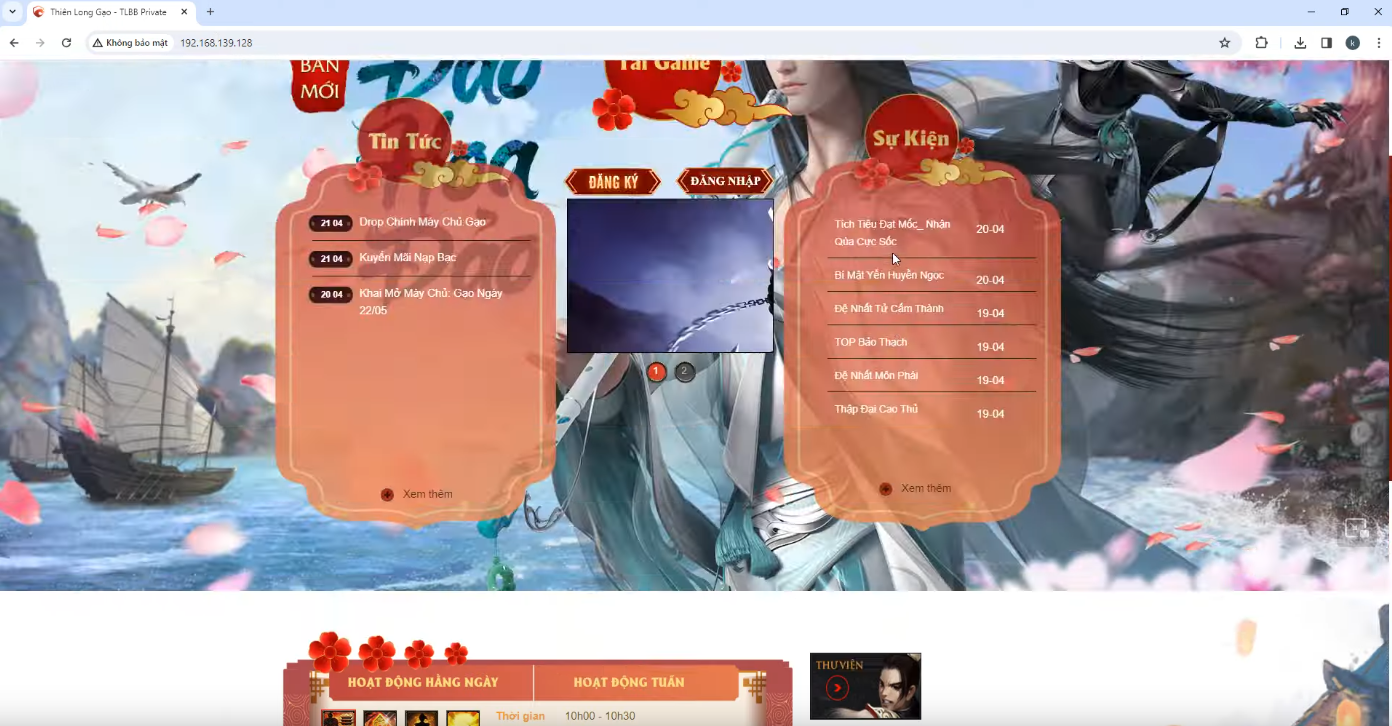 Thiên Long Gạo - TLBB Private
Không bảo mật
192.168.139.128
k
BẢN
MỚI
Tải Game
Tin Tức
Sự Kiện
ĐĂNG KÝ
ĐĂNG NHẬP
21 04 Drop Chinh Máy Chủ Gạo
21 04 Kuyến Mãi Nạp Bạc
20 04 Khai Mở Máy Chủ: Gạo Ngày
22/05
Xem thêm
1 2
Tích Tiêu Đạt Mốc_ Nhận
Qùa Cực Sốc
20-04
Bí Mật Yến Huyền Ngọc
20-04
Đệ Nhất Tử Cấm Thành
19-04
TOP Bảo Thạch
19-04
Đệ Nhất Môn Phái
19-04
Thập Đại Cao Thủ
19-04
Xem thêm
HOẠT ĐỘNG HẰNG NGÀY
HOẠT ĐỘNG TUẦN
Thời gian 10h00 - 10h30
THƯ VIỆN